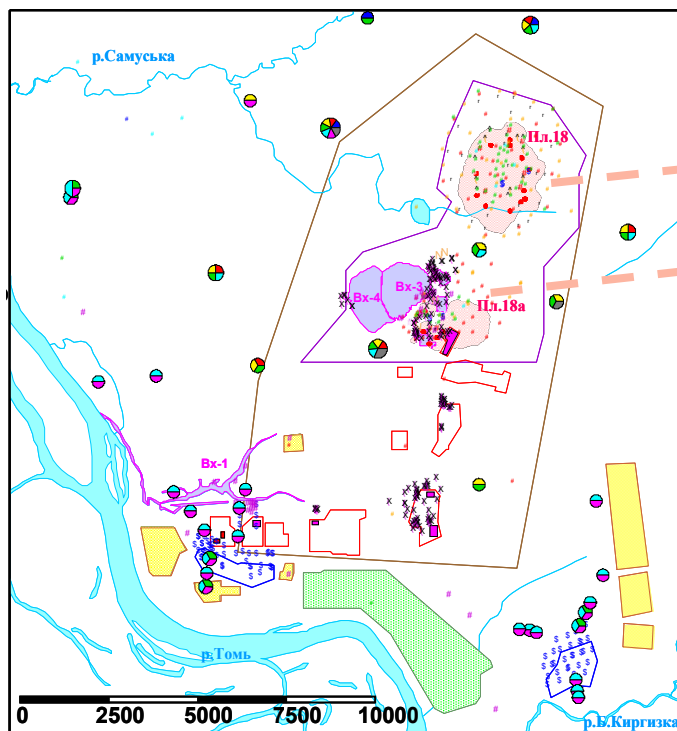 р.Самуська
Пл.18
Вх-3
Вх-4
Пл.18а
Вх-1
р.Томь
0 2500 5000 7500 10000
р.Б.Киргизка